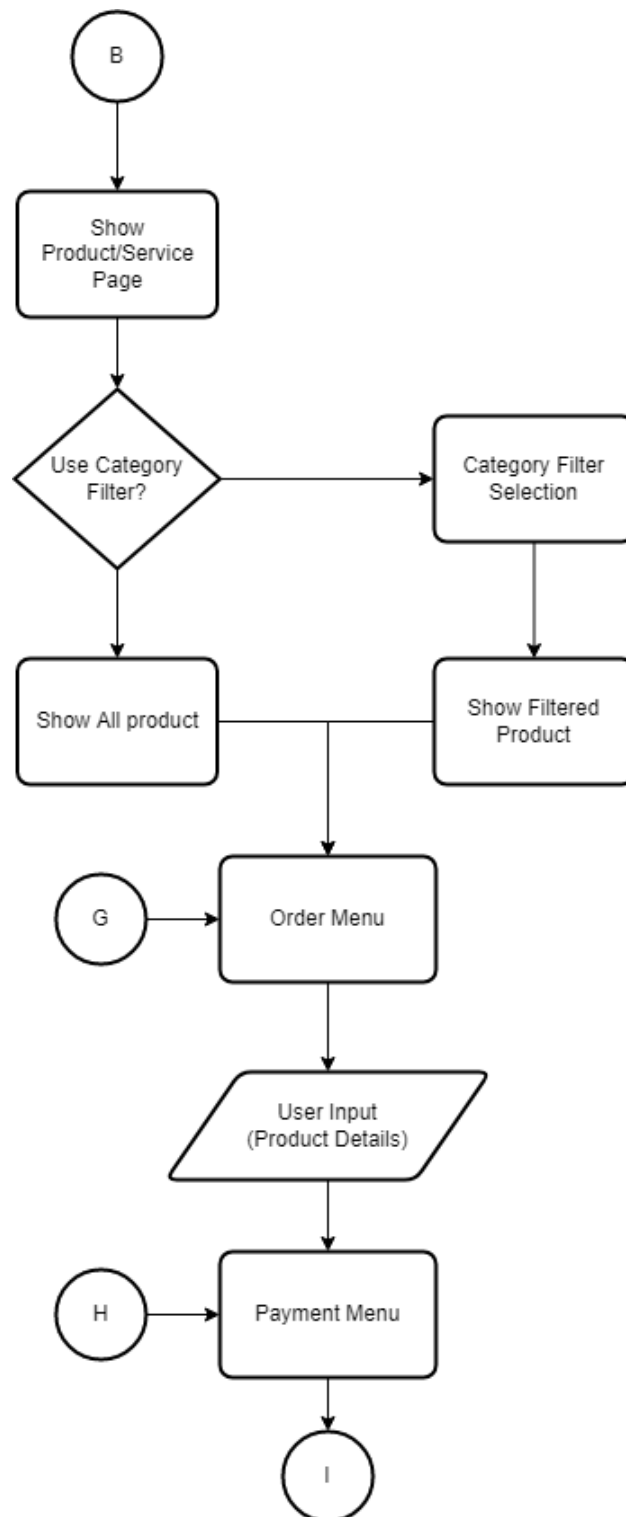 B
Show
Product/Service
Page
Use Category
Filter?
Category Filter
Selection
Show All product
Show Filtered
Product
G
Order Menu
User Input
(Product Details)
H
Payment Menu
I